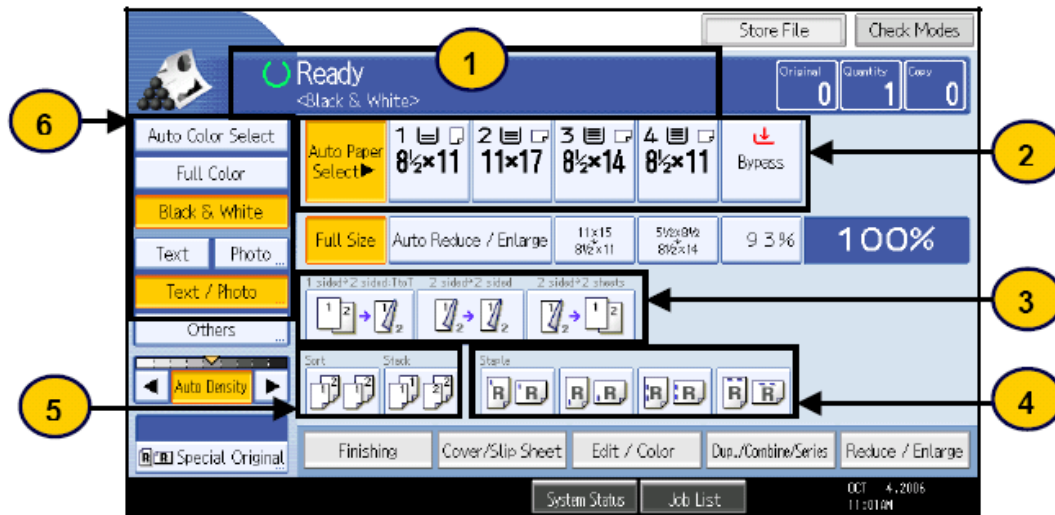 Store File
Check Modes
1
Ready
<Black & White>
Original
0
Quantity
1
Copy
0
6
Auto Color Select
Full Color
Black & White
Text
Photo...
Text / Photo
Others
Auto Density
Special Original
Auto Paper Select▶
1
8½×11
2
11×17
3
8½×14
4
8½×11
Bypass
2
Full Size
Auto Reduce / Enlarge
11×15
8½×11
5½×8½
8½×14
93%
100%
1 sided→2 sided:TtoT
2 sided→2 sided
2 sided→2 sheets
3
Sort
Stack
Staple
5
4
Finishing
Cover/Slip Sheet
Edit / Color
Dup./Combine/Series
Reduce / Enlarge
System Status
Job List
OCT 4.2006
11:01AM